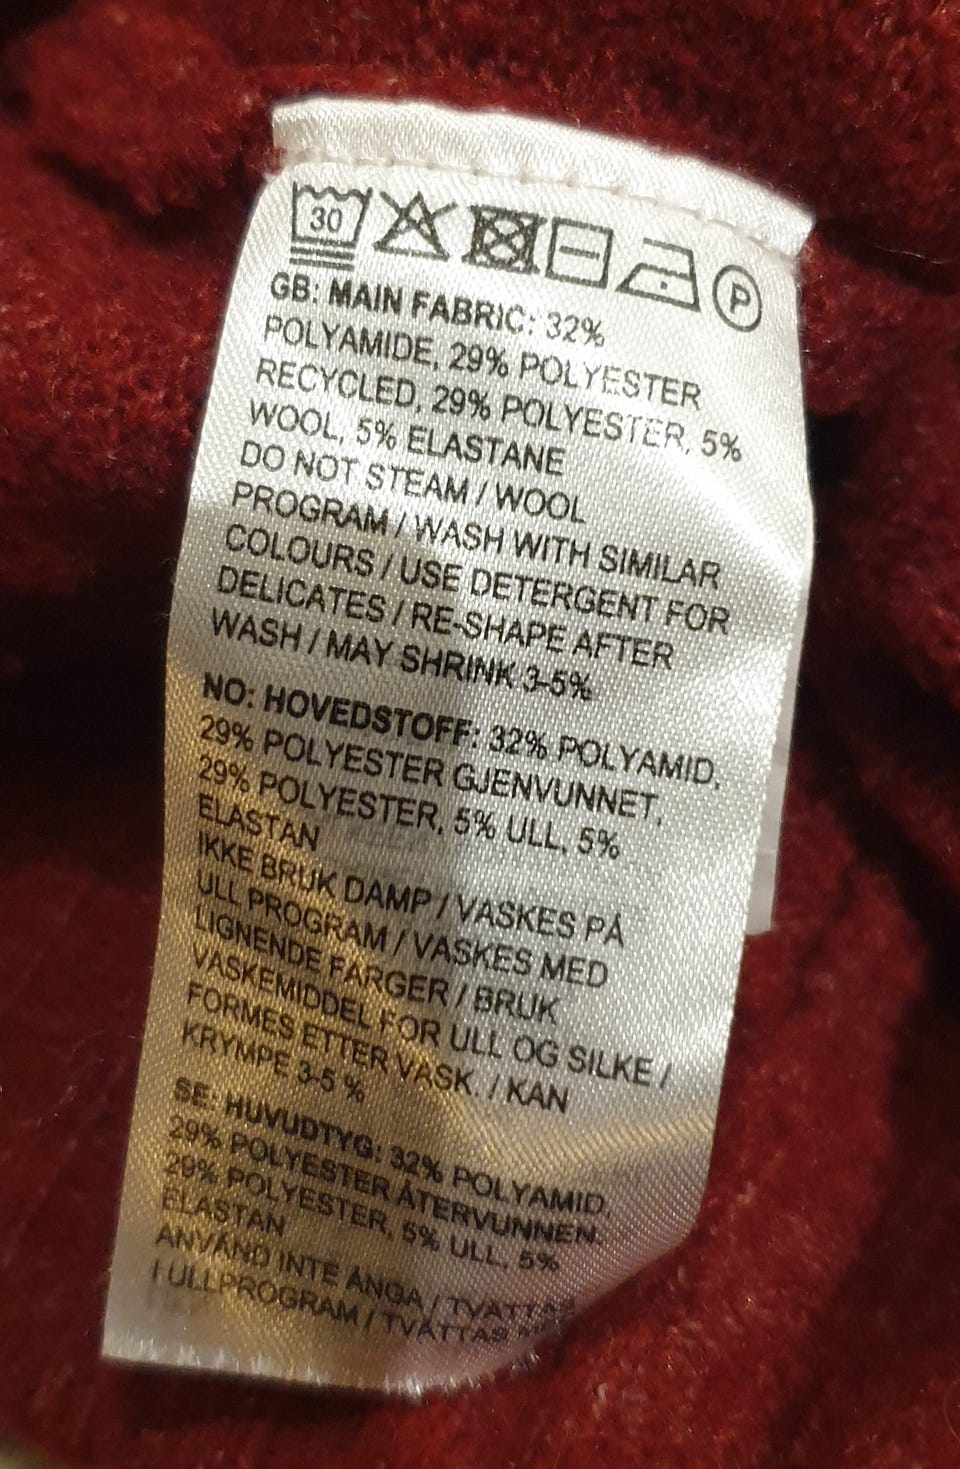 30
P
GB: MAIN FABRIC: 32%
POLYAMIDE, 29% POLYESTER
RECYCLED, 29% POLYESTER, 5%
WOOL, 5% ELASTANE
DO NOT STEAM / WOOL
PROGRAM / WASH WITH SIMILAR
COLOURS / USE DETERGENT FOR
DELICATES / RE-SHAPE AFTER
WASH / MAY SHRINK 3-5%
NO: HOVEDSTOFF: 32% POLYAMID,
29% POLYESTER GJENVUNNET,
29% POLYESTER, 5% ULL, 5%
ELASTAN
IKKE BRUK DAMP / VASKES PÅ
ULL PROGRAM / VASKES MED
LIGNENDE FARGER / BRUK
VASKEMIDDEL FOR ULL OG SILKE /
FORMES ETTER VASK. / KAN
KRYMPE 3-5 %
SE: HUVUDTYG: 32% POLYAMID,
29% POLYESTER ÅTERVUNNEN,
29% POLYESTER, 5% ULL, 5%
ELASTAN
ANVÄND INTE ÅNGA / TVÄTTAS
I ULLPROGRAM / TVÄTTAS